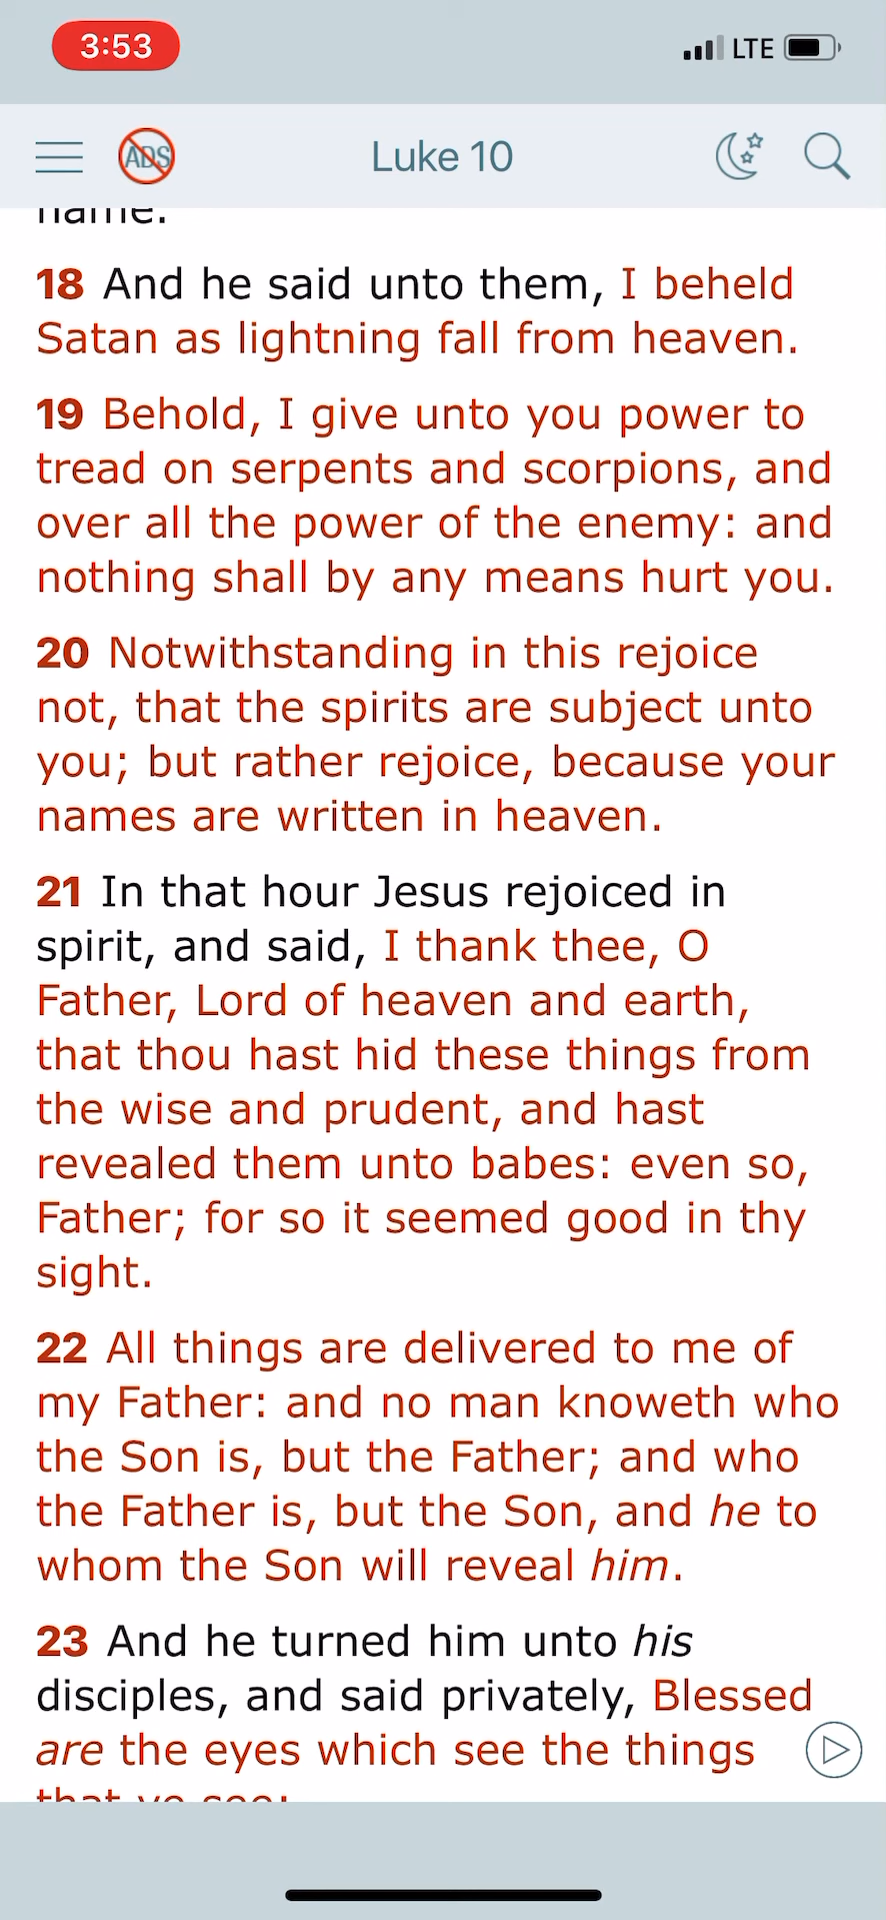 3:53
LTE
ADS
Luke 10
name.
18 And he said unto them, I beheld
Satan as lightning fall from heaven.
19 Behold, I give unto you power to
tread on serpents and scorpions, and
over all the power of the enemy: and
nothing shall by any means hurt you.
20 Notwithstanding in this rejoice
not, that the spirits are subject unto
you; but rather rejoice, because your
names are written in heaven.
21 In that hour Jesus rejoiced in
spirit, and said, I thank thee, O
Father, Lord of heaven and earth,
that thou hast hid these things from
the wise and prudent, and hast
revealed them unto babes: even so,
Father; for so it seemed good in thy
sight.
22 All things are delivered to me of
my Father: and no man knoweth who
the Son is, but the Father; and who
the Father is, but the Son, and he to
whom the Son will reveal him.
23 And he turned him unto his
disciples, and said privately, Blessed
are the eyes which see the things
that ye see: